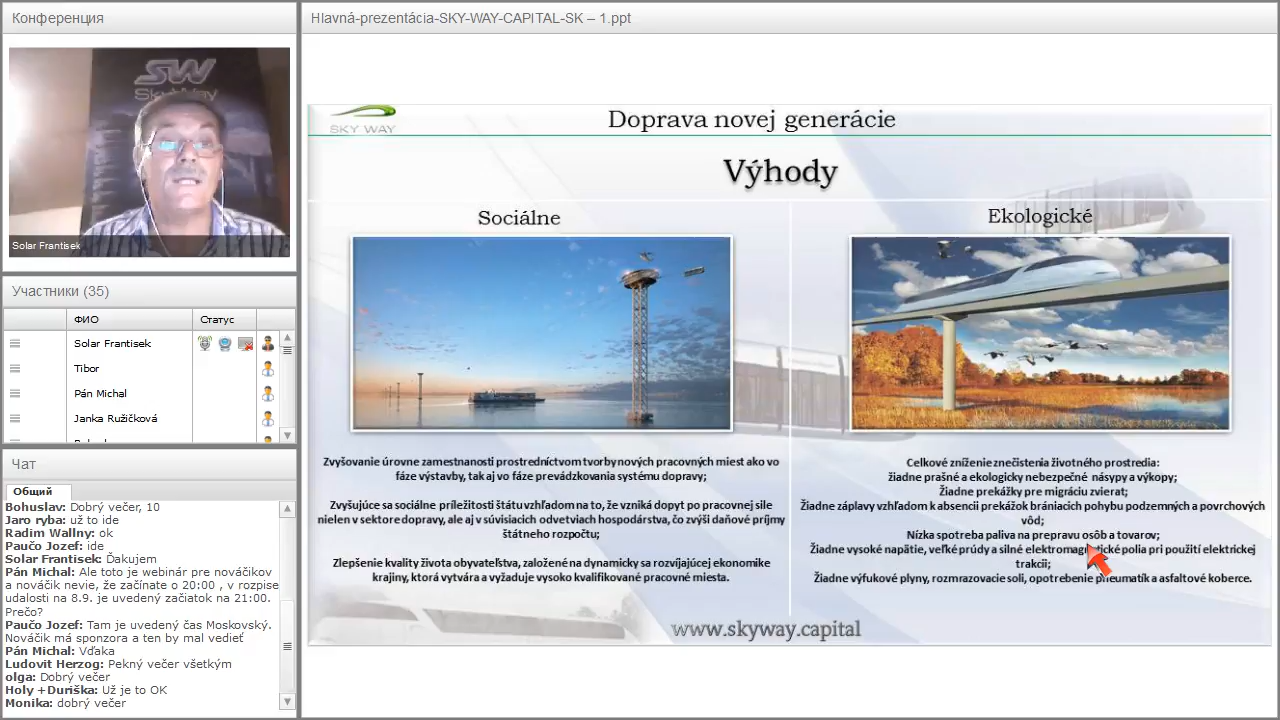 Конференция
SW
SkyWay
Solar Frantisek
Участники (35)
ФИО
Статус
Solar Frantisek
Tibor
Pán Michal
Janka Ružičková
Чат
Общий
Bohuslav: Dobrý večer, 10
Jaro ryba: už to ide
Radim Wallny: ok
Paučo Jozef: ide
Solar Frantisek: Ďakujem
Pán Michal: Ale toto je webinár pre nováčikov
a nováčik nevie, že začínate o 20:00 , v rozpise
udalosti na 8.9. je uvedený začiatok na 21:00.
Prečo?
Paučo Jozef: Tam je uvedený čas Moskovský.
Nováčik má sponzora a ten by mal vedieť
Pán Michal: Vďaka
Ludovit Herzog: Pekný večer všetkým
olga: Dobrý večer
Holy +Duriška: Už je to OK
Monika: dobrý večer
Hlavná-prezentácia-SKY-WAY-CAPITAL-SK – 1.ppt
SKY WAY
Doprava novej generácie
Výhody
Sociálne
Zvyšovanie úrovne zamestnanosti prostredníctvom tvorby nových pracovných miest ako vo
fáze výstavby, tak aj vo fáze prevádzkovania systému dopravy;
Zvyšujúce sa sociálne príležitosti štátu vzhľadom na to, že vzniká dopyt po pracovnej sile
nielen v sektore dopravy, ale aj v súvisiacich odvetviach hospodárstva, čo zvýši daňové príjmy
štátneho rozpočtu;
Zlepšenie kvality života obyvateľstva, založené na dynamicky sa rozvíjajúcej ekonomike
krajiny, ktorá vytvára a vyžaduje vysoko kvalifikované pracovné miesta.
Ekologické
Celkové zníženie znečistenia životného prostredia:
žiadne prašné a ekologicky nebezpečné násypy a výkopy;
Žiadne prekážky pre migráciu zvierat;
Žiadne záplavy vzhľadom k absencii prekážok brániacich pohybu podzemných a povrchových
vôd;
Nízka spotreba paliva na prepravu osôb a tovarov;
Žiadne vysoké napätie, veľké prúdy a silné elektromagnetické polia pri použití elektrickej
trakcii;
Žiadne výfukové plyny, rozmrazovacie soli, opotrebenie pneumatík a asfaltové koberce.
www.skyway.capital